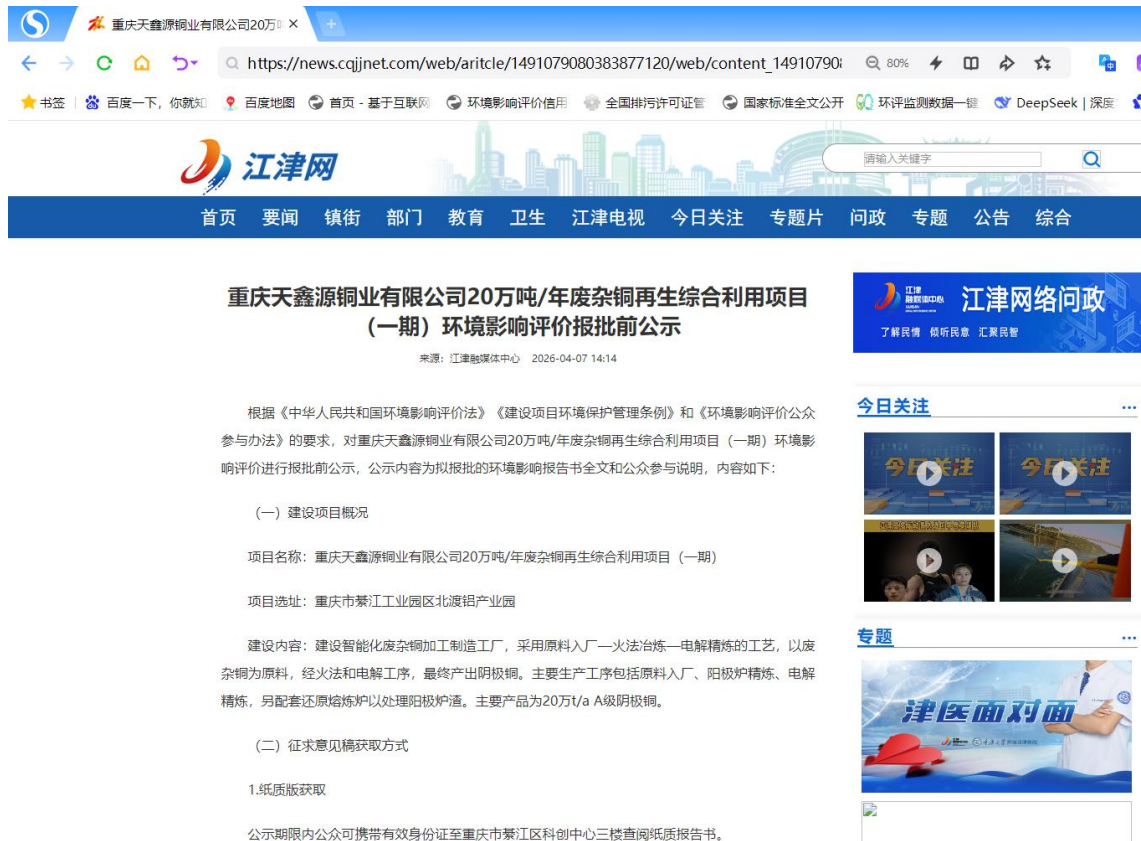 重庆天鑫源铜业有限公司20万
https://news.cqjjnet.com/web/aritcle/1491079080383877120/web/content_14910790
80%
书签 百度一下，你就知 百度地图 首页 - 基于互联网 环境影响评价信用 全国排污许可证管 国家标准全文公开 环评监测数据一键 DeepSeek | 深度
江津网
请输入关键字
首页 要闻 镇街 部门 教育 卫生 江津电视 今日关注 专题片 问政 专题 公告 综合
重庆天鑫源铜业有限公司20万吨/年废杂铜再生综合利用项目
（一期）环境影响评价报批前公示
来源：江津融媒体中心 2026-04-07 14:14
根据《中华人民共和国环境影响评价法》《建设项目环境保护管理条例》和《环境影响评价公众
参与办法》的要求，对重庆天鑫源铜业有限公司20万吨/年废杂铜再生综合利用项目（一期）环境影
响评价进行报批前公示，公示内容为拟报批的环境影响报告书全文和公众参与说明，内容如下：
（一）建设项目概况
项目名称：重庆天鑫源铜业有限公司20万吨/年废杂铜再生综合利用项目（一期）
项目选址：重庆市綦江工业园区北渡铝产业园
建设内容：建设智能化废杂铜加工制造工厂，采用原料入厂—火法冶炼—电解精炼的工艺，以废
杂铜为原料，经火法和电解工序，最终产出阴极铜。主要生产工序包括原料入厂、阳极炉精炼、电解
精炼，另配套还原熔炼炉以处理阳极炉渣。主要产品为20万t/a A级阴极铜。
（二）征求意见稿获取方式
1.纸质版获取
公示期限内公众可携带有效身份证至重庆市綦江区科创中心三楼查阅纸质报告书。
江津
融媒体中心
江津网络问政
了解民情 倾听民意 汇聚民智
今日关注
...
今日关注
今日关注
专题
...
津医面对面